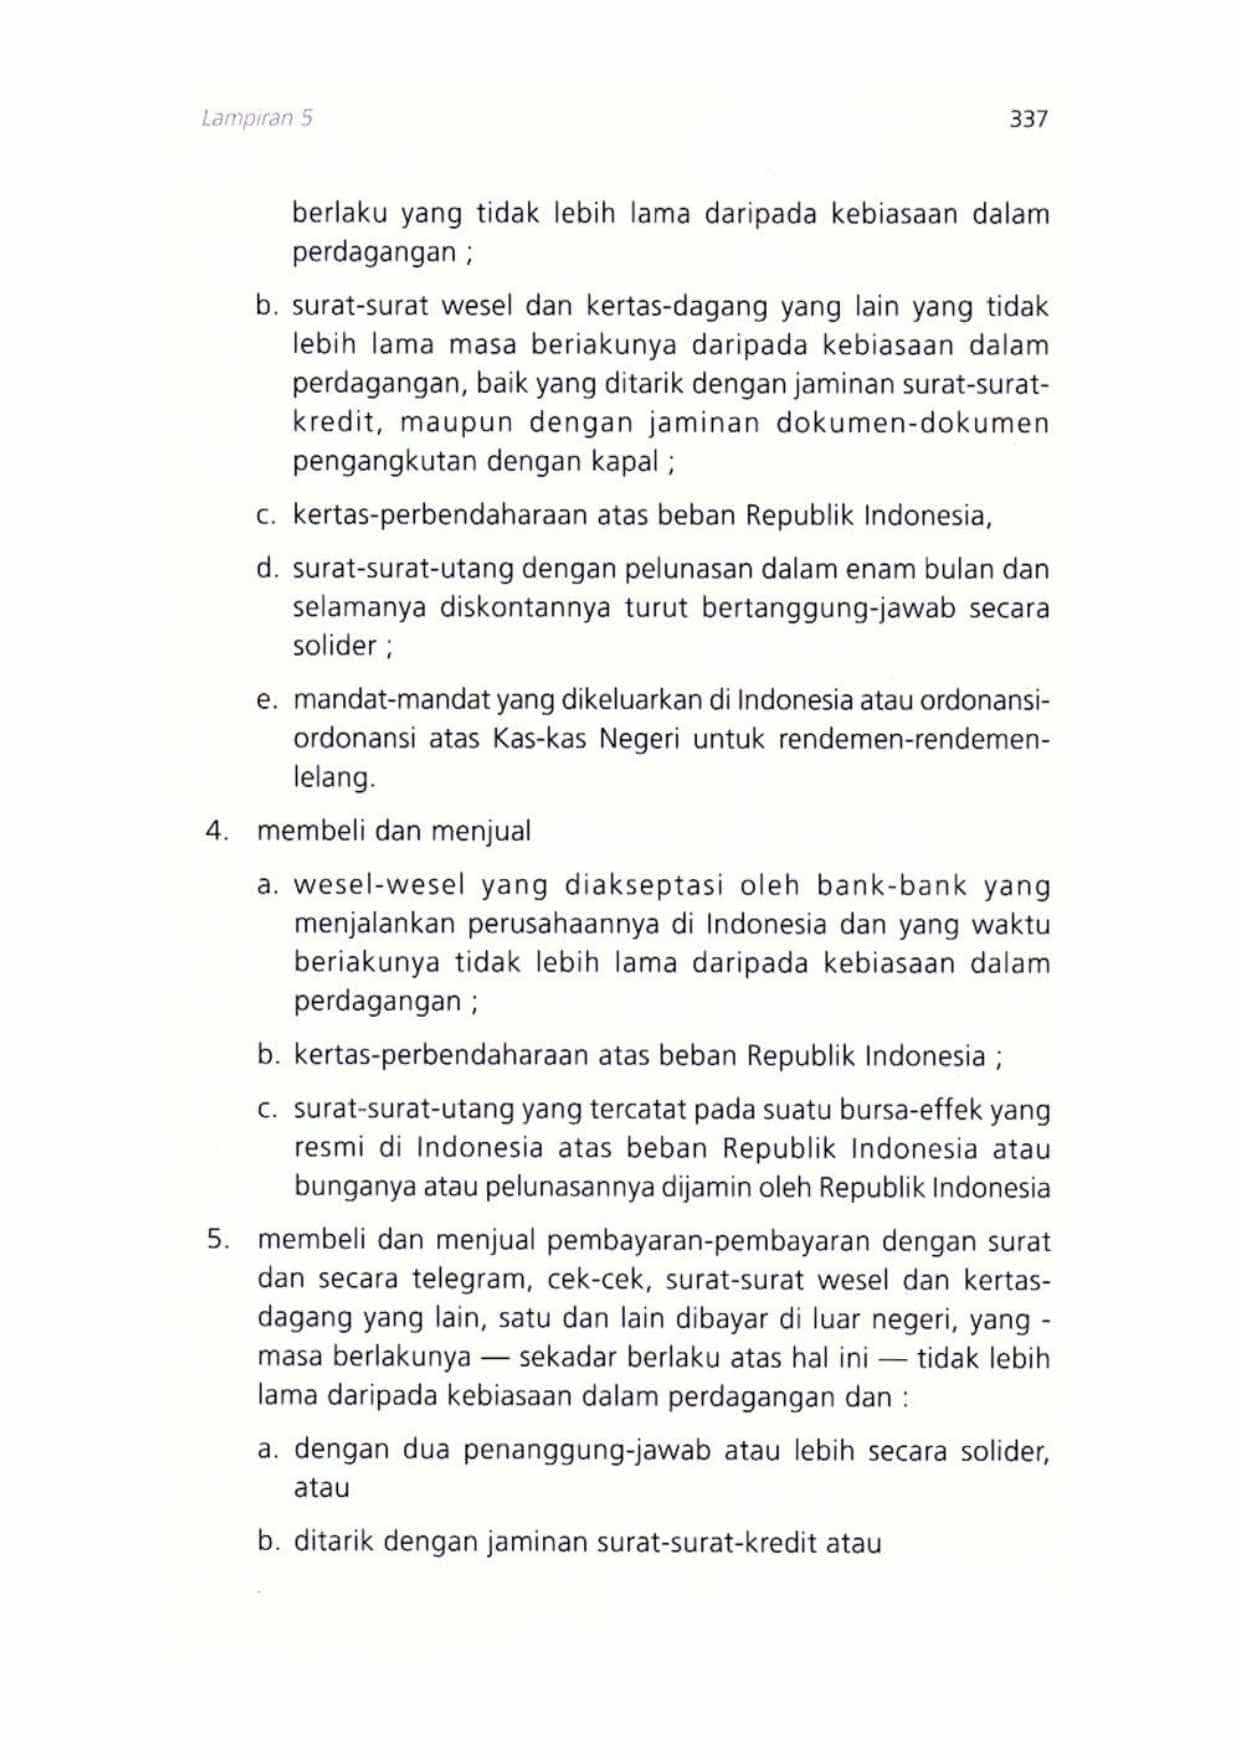 Lampiran 5 337
berlaku yang tidak lebih lama daripada kebiasaan dalam
perdagangan ;
b. surat-surat wesel dan kertas-dagang yang lain yang tidak
lebih lama masa beriakunya daripada kebiasaan dalam
perdagangan, baik yang ditarik dengan jaminan surat-surat-
kredit, maupun dengan jaminan dokumen-dokumen
pengangkutan dengan kapal ;
c. kertas-perbendaharaan atas beban Republik Indonesia,
d. surat-surat-utang dengan pelunasan dalam enam bulan dan
selamanya diskontannya turut bertanggung-jawab secara
solider ;
e. mandat-mandat yang dikeluarkan di Indonesia atau ordonansi-
ordonansi atas Kas-kas Negeri untuk rendemen-rendemen-
lelang.
4. membeli dan menjual
a. wesel-wesel yang diakseptasi oleh bank-bank yang
menjalankan perusahaannya di Indonesia dan yang waktu
beriakunya tidak lebih lama daripada kebiasaan dalam
perdagangan ;
b. kertas-perbendaharaan atas beban Republik Indonesia ;
c. surat-surat-utang yang tercatat pada suatu bursa-effek yang
resmi di Indonesia atas beban Republik Indonesia atau
bunganya atau pelunasannya dijamin oleh Republik Indonesia
5. membeli dan menjual pembayaran-pembayaran dengan surat
dan secara telegram, cek-cek, surat-surat wesel dan kertas-
dagang yang lain, satu dan lain dibayar di luar negeri, yang -
masa berlakunya — sekadar berlaku atas hal ini — tidak lebih
lama daripada kebiasaan dalam perdagangan dan :
a. dengan dua penanggung-jawab atau lebih secara solider,
atau
b. ditarik dengan jaminan surat-surat-kredit atau